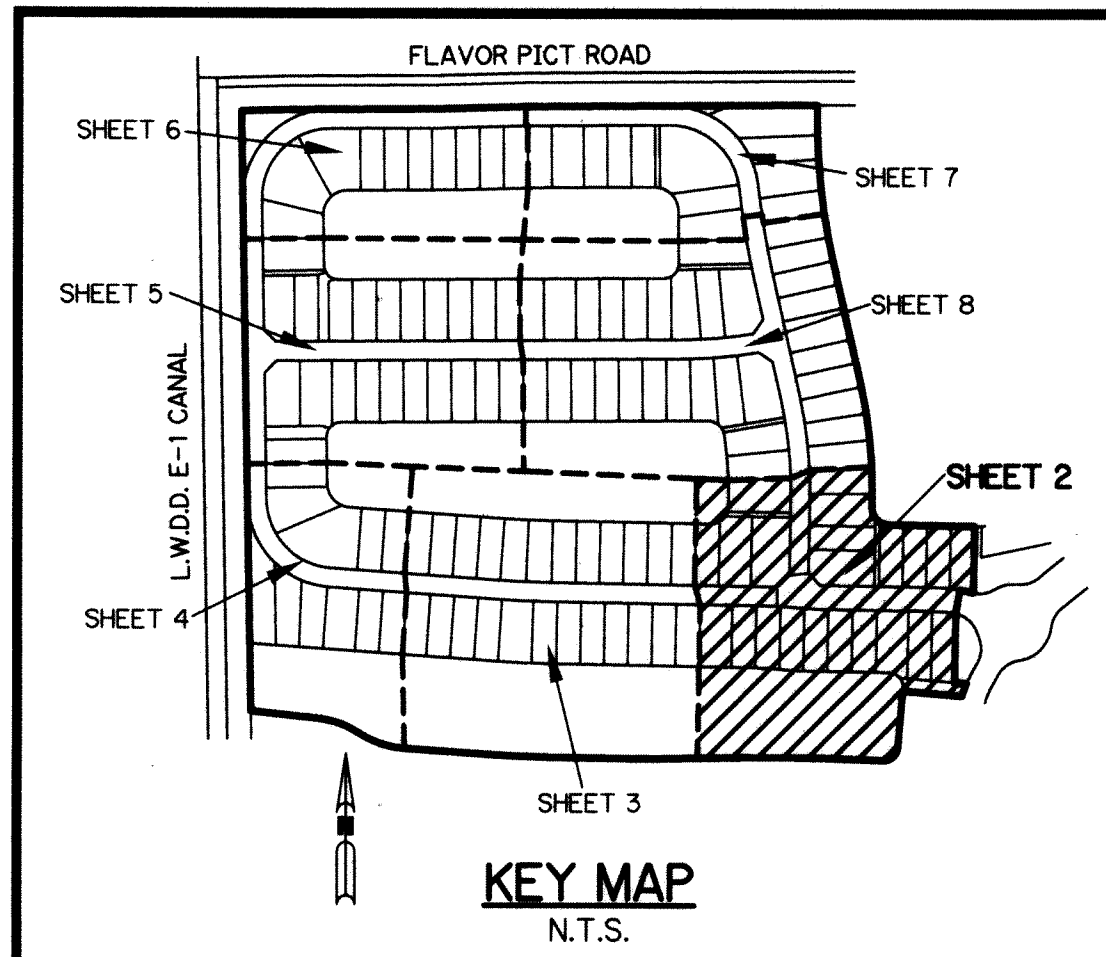 FLAVOR PICT ROAD
SHEET 6
SHEET 7
SHEET 5
SHEET 8
L.W.D.D. E-1 CANAL
SHEET 2
SHEET 4
SHEET 3
KEY MAP
N.T.S.